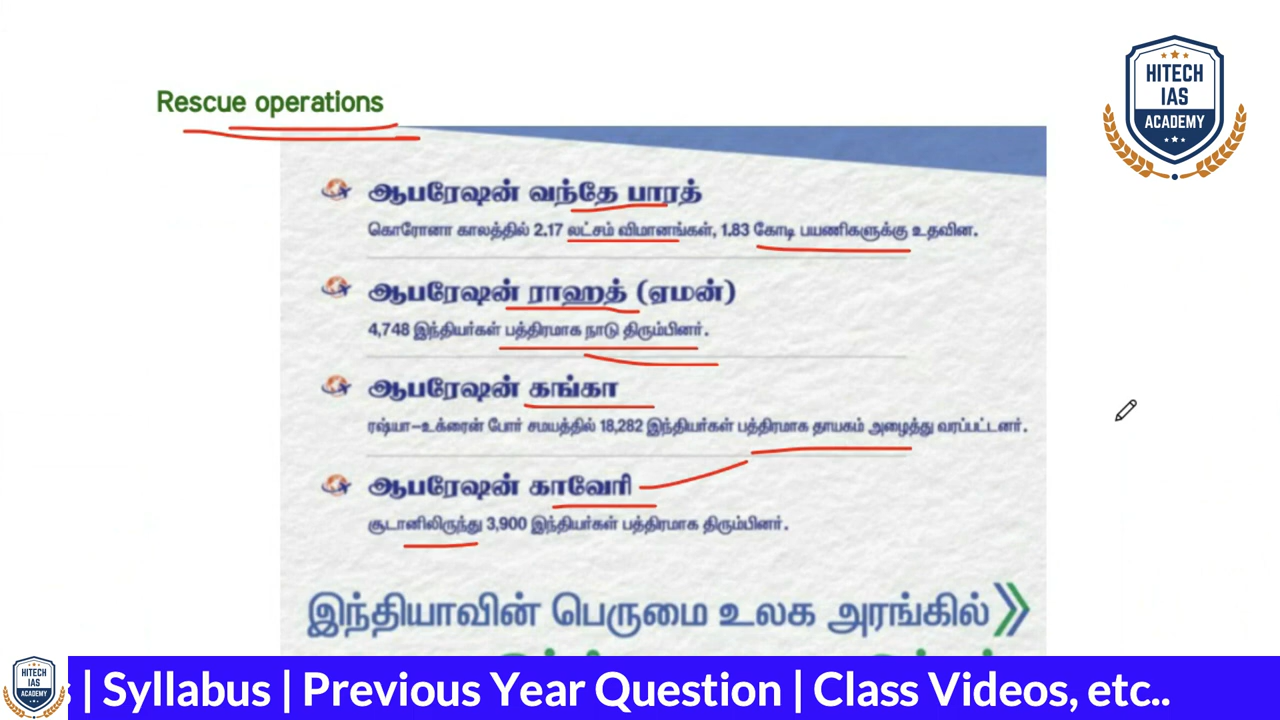 HITECH
IAS
ACADEMY
Rescue operations
ஆபரேஷன் வந்தே பாரத்
கொரோனா காலத்தில் 2.17 லட்சம் விமானங்கள், 1.83 கோடி பயணிகளுக்கு உதவின.
ஆபரேஷன் ராஹத் (ஏமன்)
4,748 இந்தியர்கள் பத்திரமாக நாடு திரும்பினர்.
ஆபரேஷன் கங்கா
ரஷ்யா-உக்ரைன் போர் சமயத்தில் 18,282 இந்தியர்கள் பத்திரமாக தாயகம் அழைத்து வரப்பட்டனர்.
ஆபரேஷன் காவேரி
சூடானிலிருந்து 3,900 இந்தியர்கள் பத்திரமாக திரும்பினர்.
இந்தியாவின் பெருமை உலக அரங்கில்
HITECH
IAS
ACADEMY
| Syllabus | Previous Year Question | Class Videos, etc..